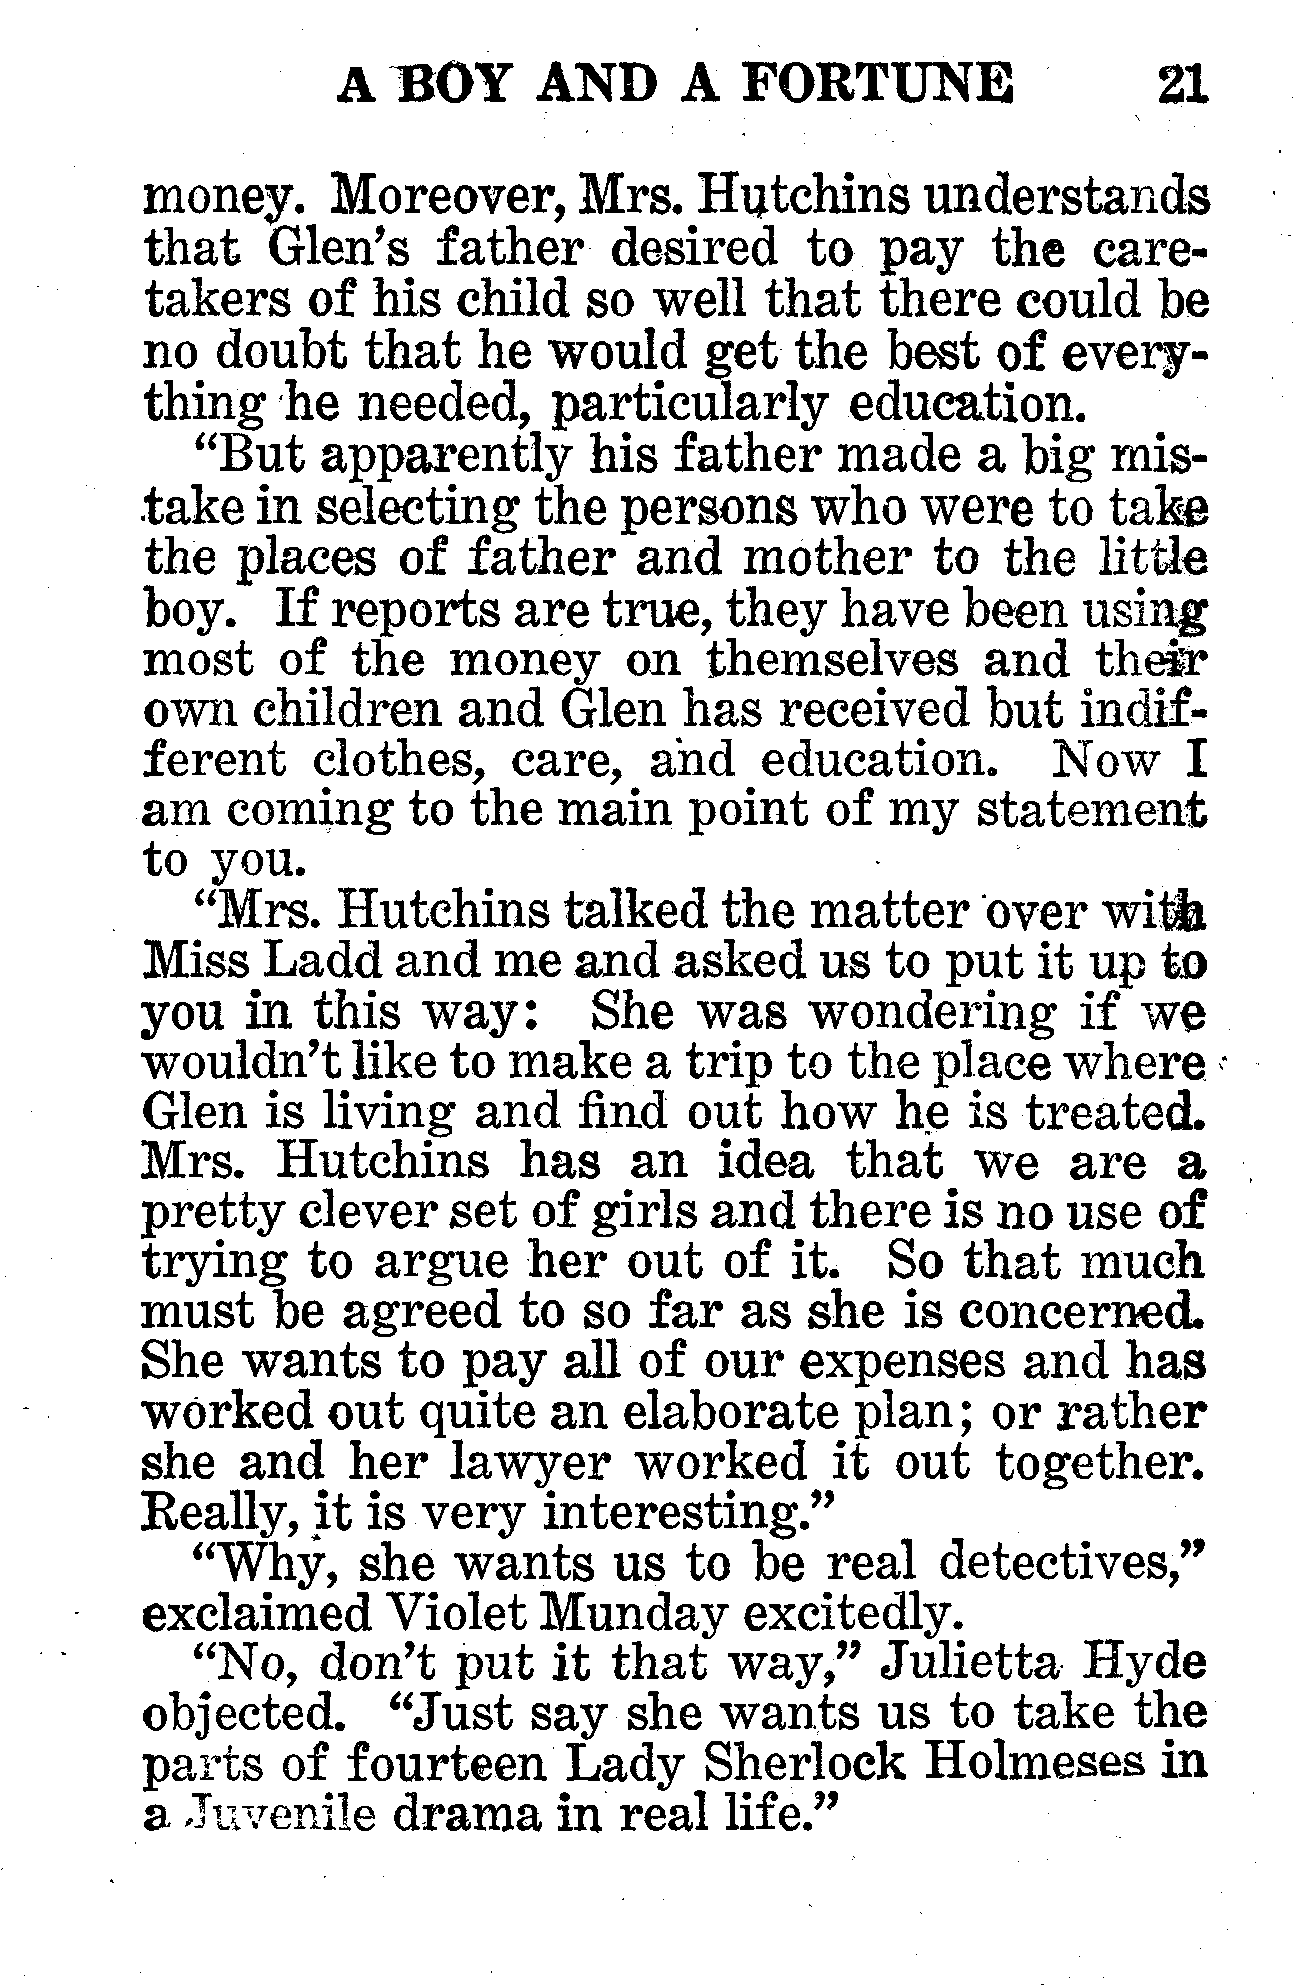 A BOY AND A FORTUNE 21
money. Moreover, Mrs. Hutchins understands
that Glen's father desired to pay the care-
takers of his child so well that there could be
no doubt that he would get the best of every-
thing he needed, particularly education.
"But apparently his father made a big mis-
take in selecting the persons who were to take
the places of father and mother to the little
boy. If reports are true, they have been using
most of the money on themselves and their
own children and Glen has received but indif-
ferent clothes, care, and education. Now I
am coming to the main point of my statement
to you.
"Mrs. Hutchins talked the matter over with
Miss Ladd and me and asked us to put it up to
you in this way: She was wondering if we
wouldn't like to make a trip to the place where
Glen is living and find out how he is treated.
Mrs. Hutchins has an idea that we are a
pretty clever set of girls and there is no use of
trying to argue her out of it. So that much
must be agreed to so far as she is concerned.
She wants to pay all of our expenses and has
worked out quite an elaborate plan; or rather
she and her lawyer worked it out together.
Really, it is very interesting."
"Why, she wants us to be real detectives,"
exclaimed Violet Munday excitedly.
"No, don't put it that way," Julietta Hyde
objected. "Just say she wants us to take the
parts of fourteen Lady Sherlock Holmeses in
a Juvenile drama in real life."